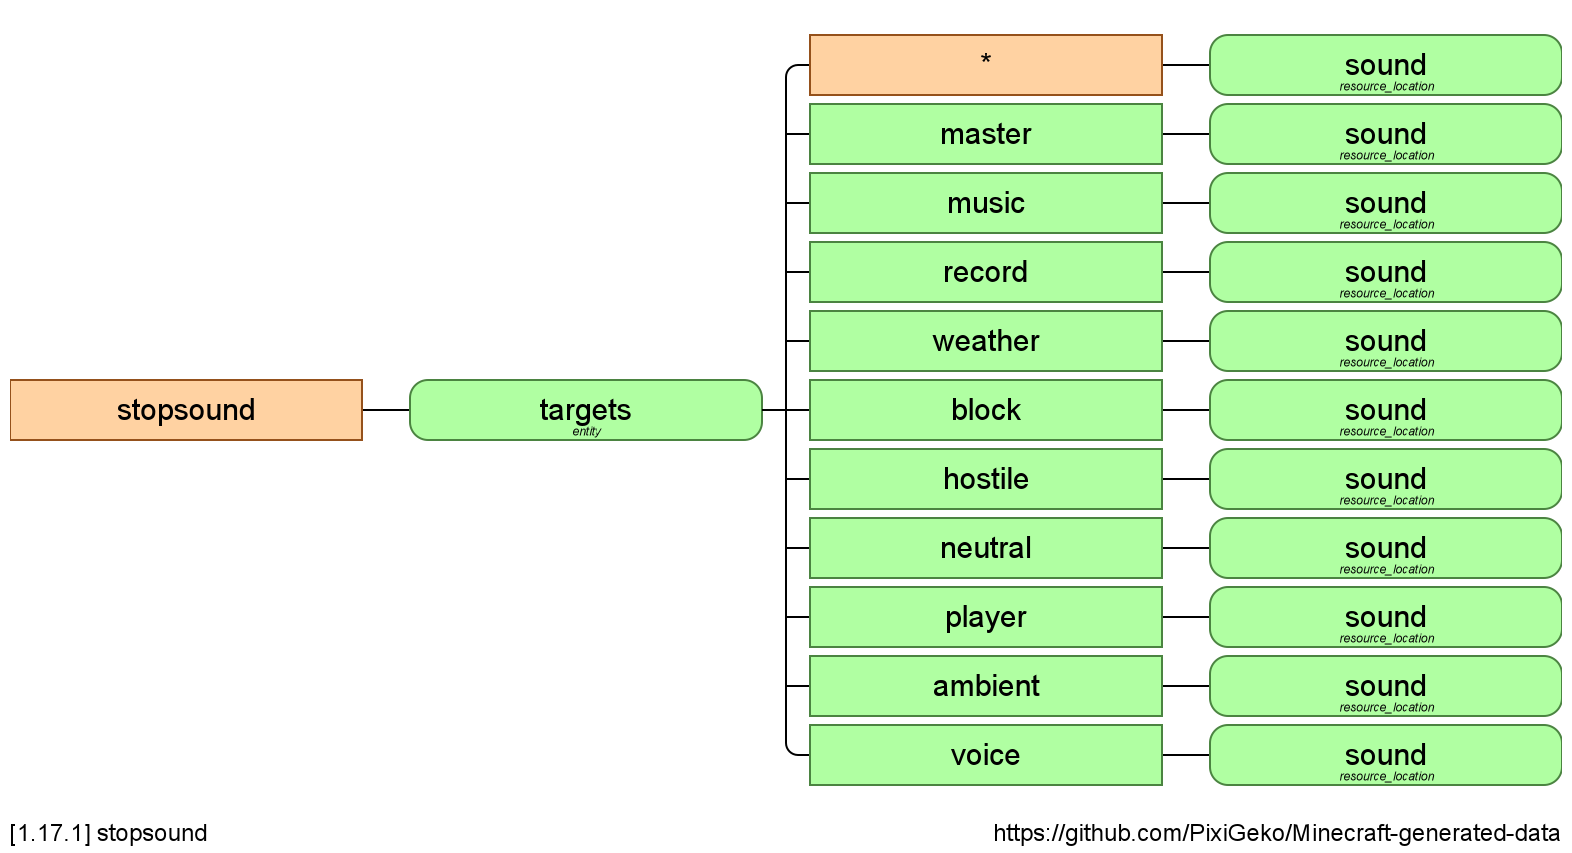 *
sound
resource_location
master
sound
resource_location
music
sound
resource_location
record
sound
resource_location
weather
sound
resource_location
stopsound
targets
entity
block
sound
resource_location
hostile
sound
resource_location
neutral
sound
resource_location
player
sound
resource_location
ambient
sound
resource_location
voice
sound
resource_location
[1.17.1] stopsound
https://github.com/PixiGeko/Minecraft-generated-data